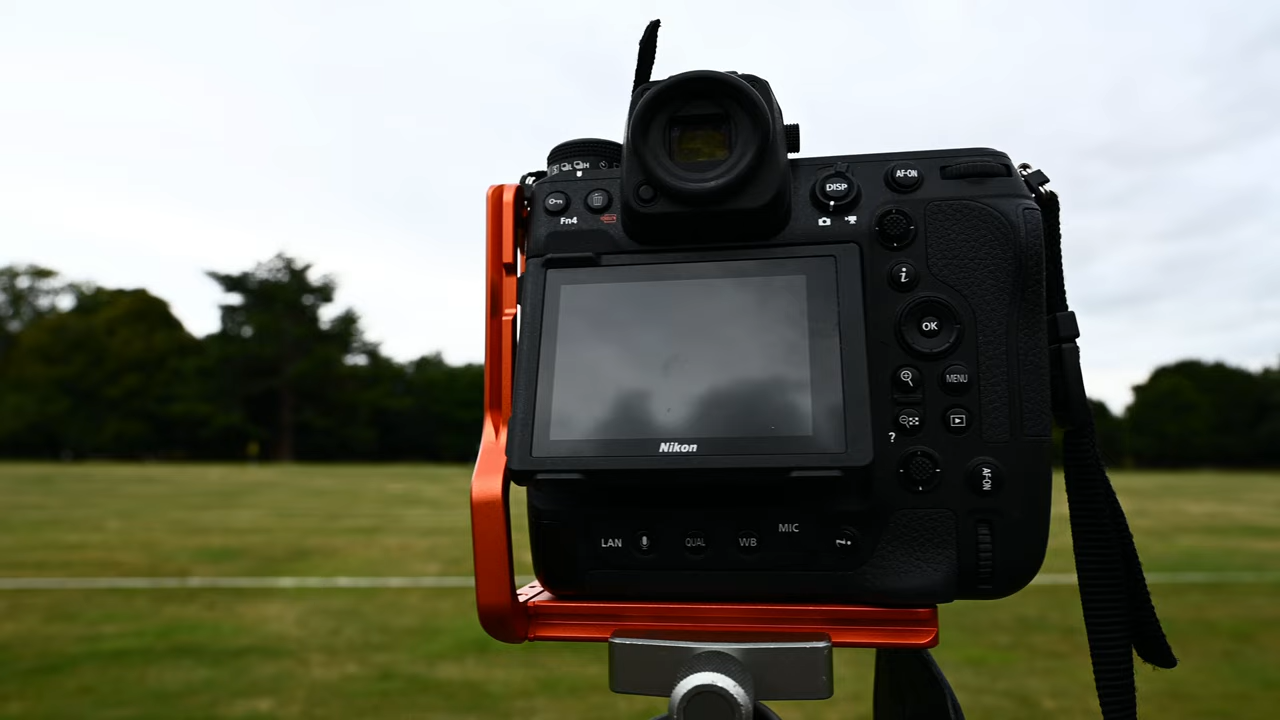 S L H
DISP
AF-ON
Fn4
i
OK
MENU
?
Nikon
AF-ON
LAN
QUAL
WB
MIC
i